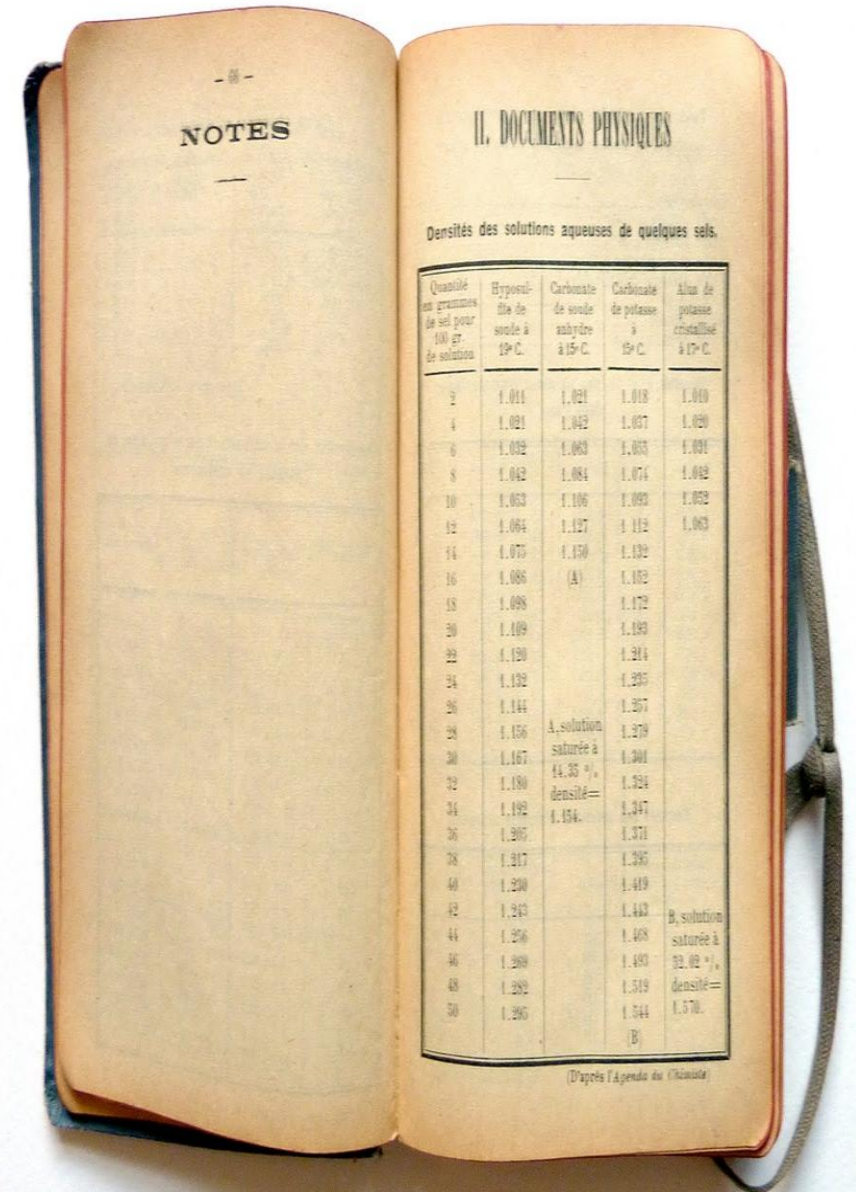 NOTES
II. DOCUMENTS PHYSIQUES
Densités des solutions aqueuses de quelques sels.
Quantité en grammes de sel pour 100 gr. de solution
Hyposulfite de soude à 19° C.
Carbonate de soude anhydre à 15° C.
Carbonate de potasse à 15° C.
Alun de potasse cristallisé à 17° C.
2 1.011 1.021 1.018 1.010
4 1.021 1.042 1.037 1.020
6 1.032 1.063 1.055 1.031
8 1.042 1.084 1.074 1.042
10 1.053 1.106 1.093 1.052
12 1.064 1.127 1 112 1.063
14 1.075 1.150 1.132
16 1.086 (A) 1.152
18 1.098 1.172
20 1.109 1.193
22 1.120 1.214
24 1.132 1.235
26 1.144 1.257
28 1.156 1.279
30 1.167 1.301
32 1.180 1.324
34 1.192 1.347
36 1.205 1.371
38 1.217 1.395
40 1.230 1.419
42 1.243 1.443
44 1.256 1.468
46 1.269 1.493
48 1.282 1.519
50 1.295 1.544
(B)
A, solution
saturée à
14.35 °/₀
densité=
1.154.
B, solution
saturée à
densité=
1.570.
(D'après l'Agenda du Chimiste)